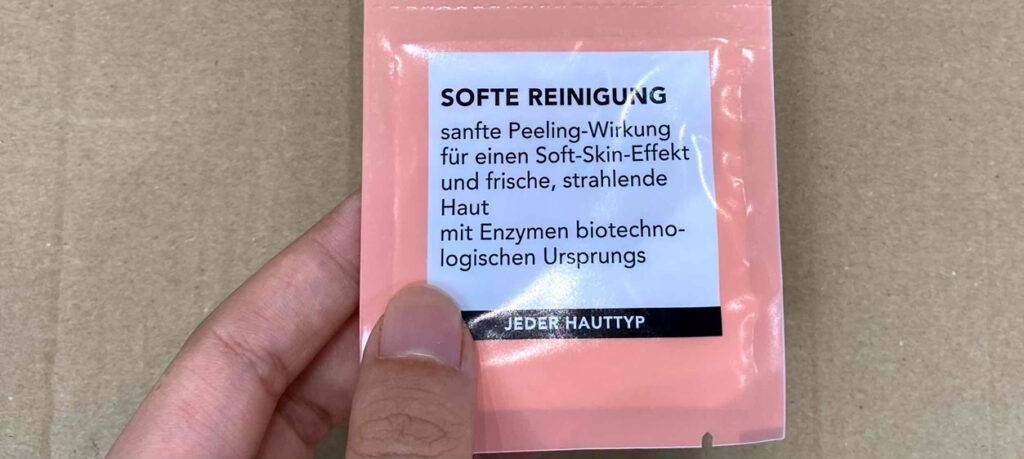 SOFTE REINIGUNG
sanfte Peeling-Wirkung
für einen Soft-Skin-Effekt
und frische, strahlende
Haut
mit Enzymen biotechno-
logischen Ursprungs
JEDER HAUTTYP